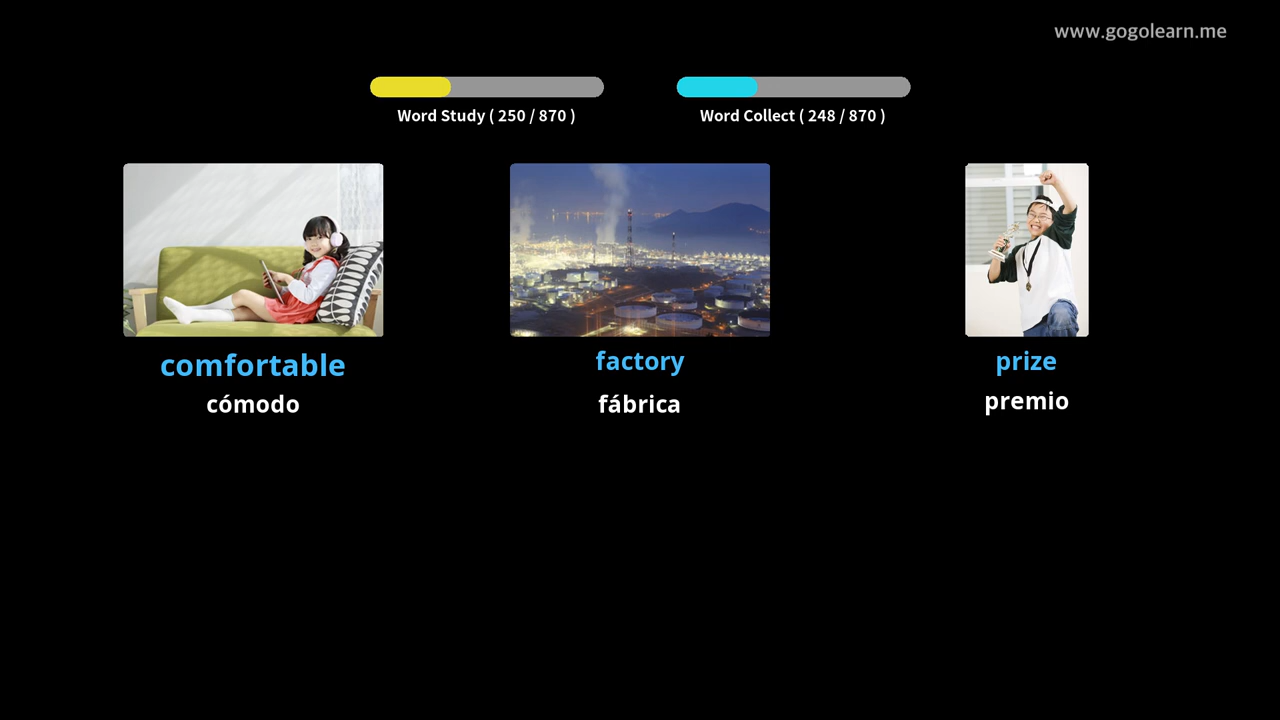 www.gogolearn.me
Word Study ( 250 / 870 )
Word Collect ( 248 / 870 )
comfortable
cómodo
factory
fábrica
prize
premio